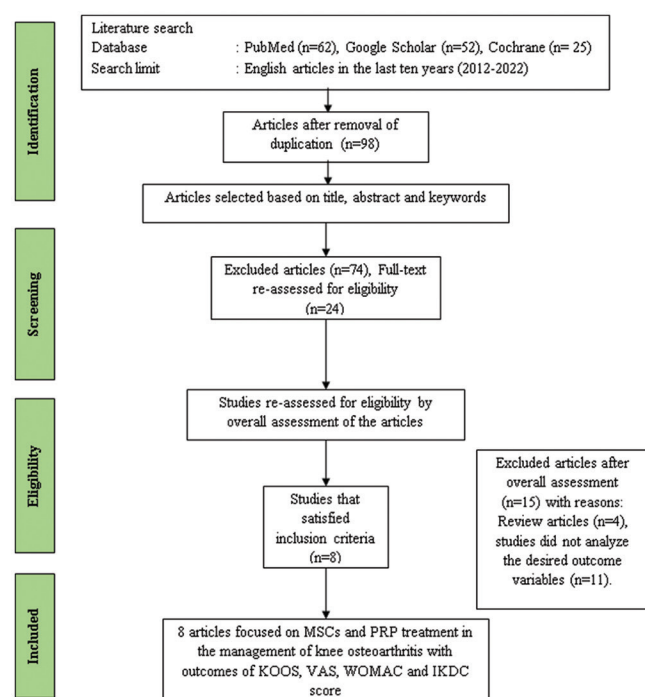 Identification
Literature search
Database : PubMed (n=62), Google Scholar (n=52), Cochrane (n= 25)
Search limit : English articles in the last ten years (2012-2022)
Articles after removal of
duplication (n=98)
Articles selected based on title, abstract and keywords
Screening
Excluded articles (n=74), Full-text
re-assessed for eligibility
(n=24)
Eligibility
Studies re-assessed for eligibility by
overall assessment of the articles
Studies that
satisfied
inclusion criteria
(n=8)
Excluded articles after
overall assessment
(n=15) with reasons:
Review articles (n=4),
studies did not analyze
the desired outcome
variables (n=11).
Included
8 articles focused on MSCs and PRP treatment in
the management of knee osteoarthritis with
outcomes of KOOS, VAS, WOMAC and IKDC
score